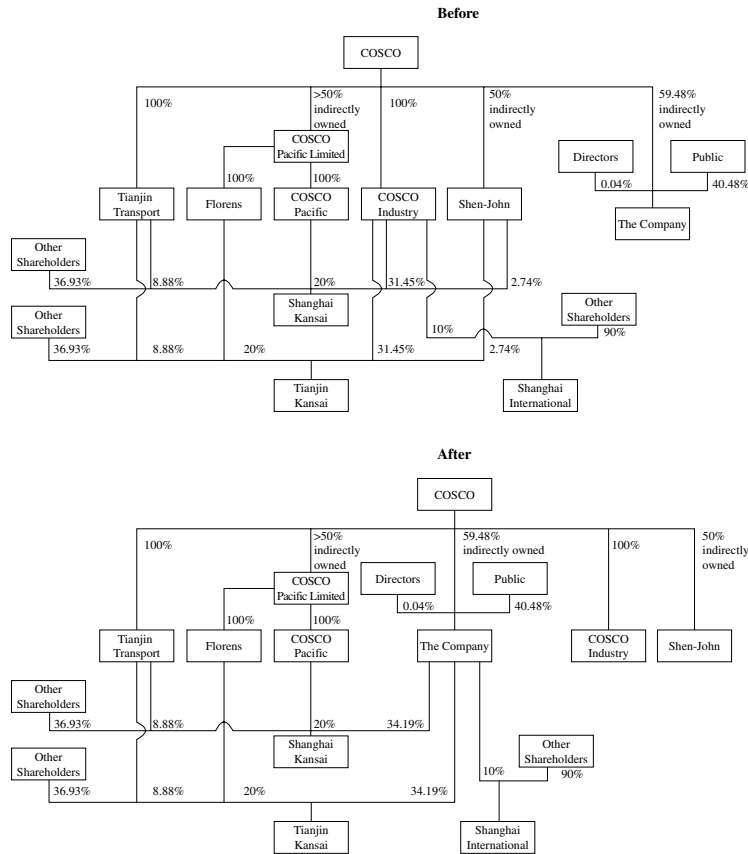 Before
COSCO
100%
>50%
indirectly
owned
100%
50%
indirectly
owned
59.48%
indirectly
owned
COSCO
Pacific Limited
Directors
Public
100%
100%
0.04%
40.48%
Tianjin
Transport
Florens
COSCO
Pacific
COSCO
Industry
Shen-John
The Company
Other
Shareholders
36.93%
8.88%
20%
31.45%
2.74%
Shanghai
Kansai
Other
Shareholders
Other
Shareholders
10%
90%
36.93%
8.88%
20%
31.45%
2.74%
Tianjin
Kansai
Shanghai
International
After
COSCO
100%
>50%
indirectly
owned
59.48%
indirectly owned
100%
50%
indirectly
owned
COSCO
Pacific Limited
Directors
Public
0.04%
40.48%
100%
100%
Tianjin
Transport
Florens
COSCO
Pacific
The Company
COSCO
Industry
Shen-John
Other
Shareholders
36.93%
8.88%
20%
34.19%
Shanghai
Kansai
Other
Shareholders
Other
Shareholders
10%
90%
36.93%
8.88%
20%
34.19%
Tianjin
Kansai
Shanghai
International